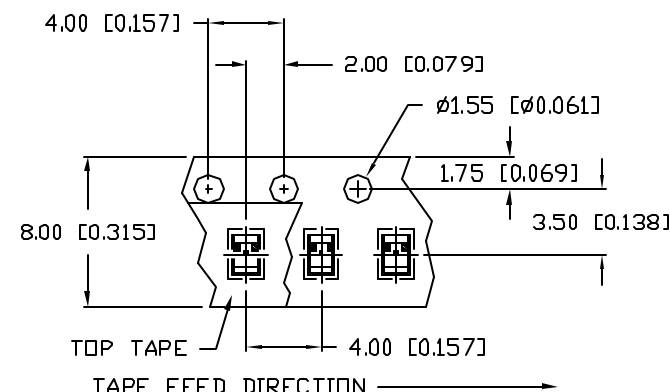 4.00 [0.157]
2.00 [0.079]
Ø1.55 [Ø0.061]
1.75 [0.069]
3.50 [0.138]
8.00 [0.315]
TOP TAPE
4.00 [0.157]
TAPE FEED DIRECTION